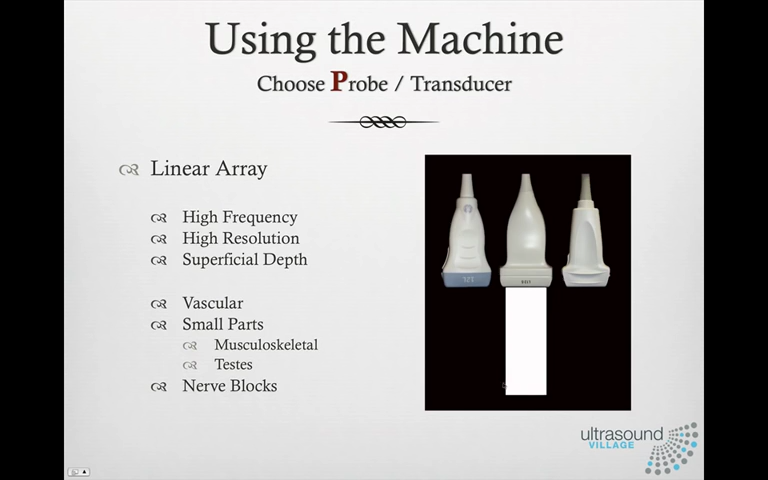 Using the Machine
Choose Probe / Transducer
Linear Array
High Frequency
High Resolution
Superficial Depth
Vascular
Small Parts
Musculoskeletal
Testes
Nerve Blocks
ultrasound
VILLAGE